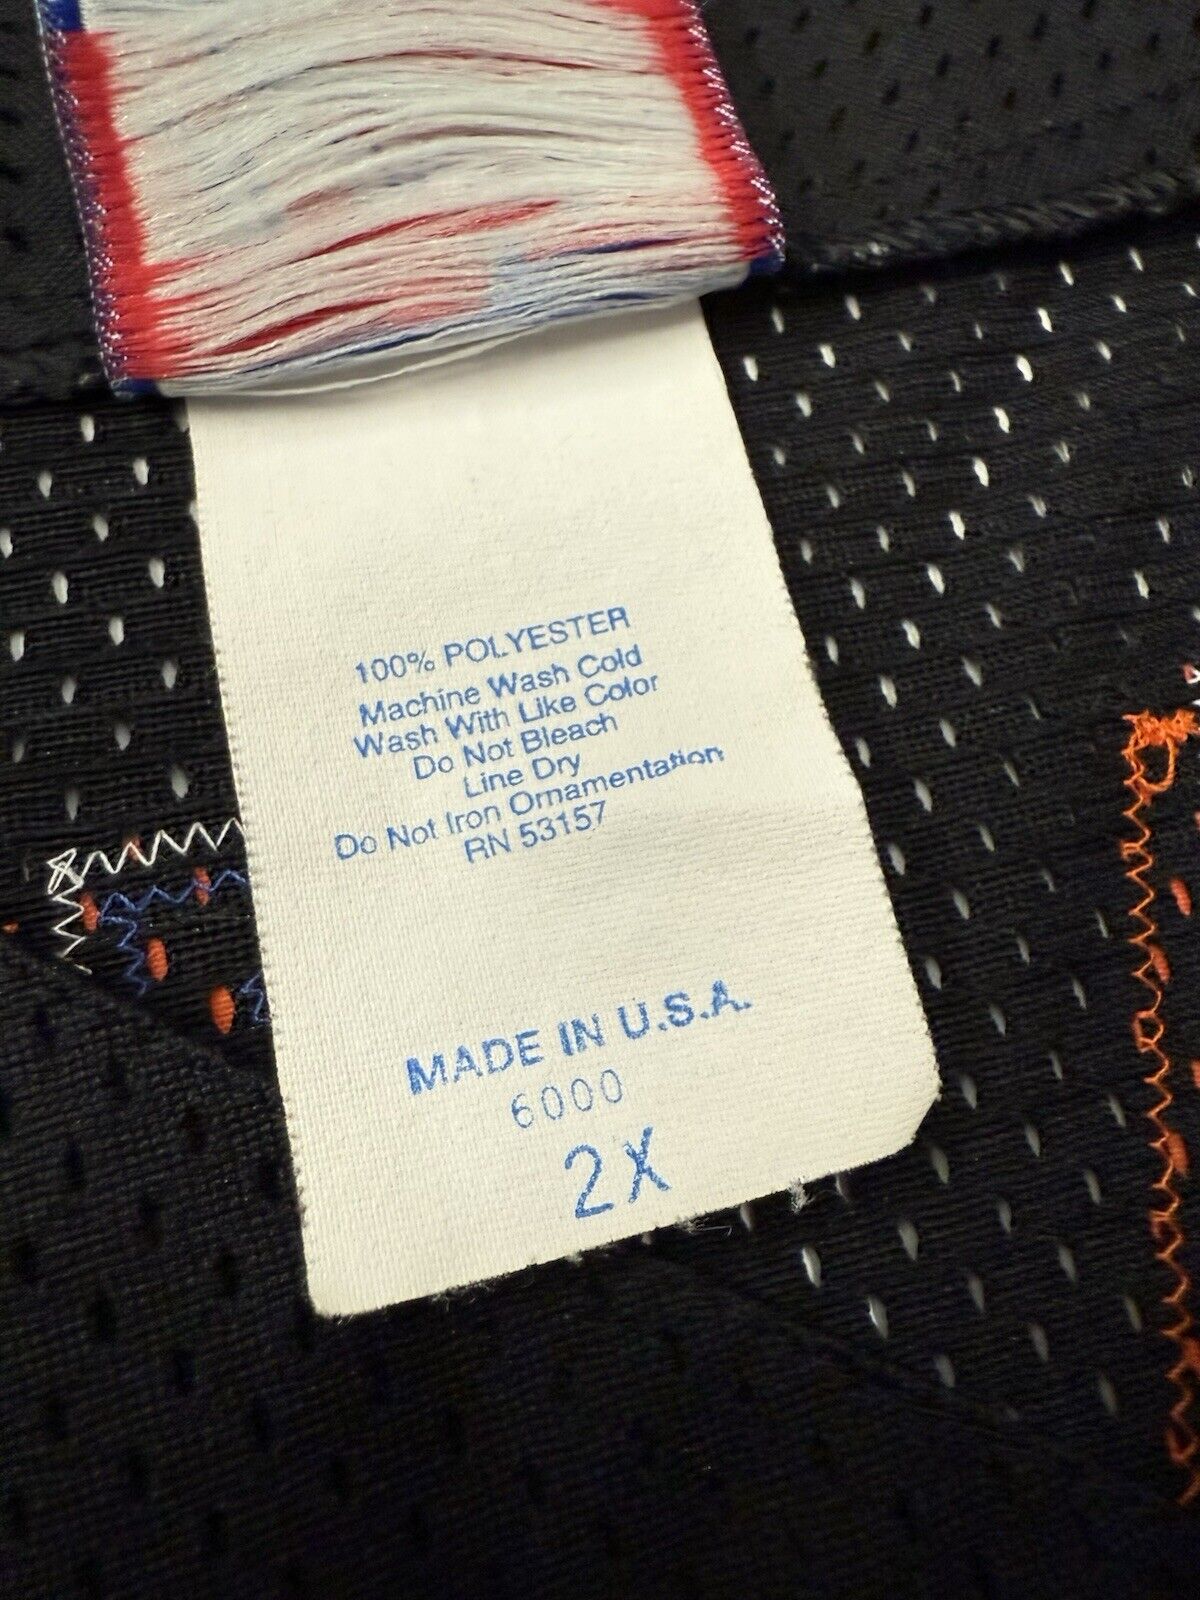 100% POLYESTER
Machine Wash Cold
Wash With Like Color
Do Not Bleach
Line Dry
Do Not Iron Ornamentation
RN 53157
MADE IN U.S.A.
6000
2X